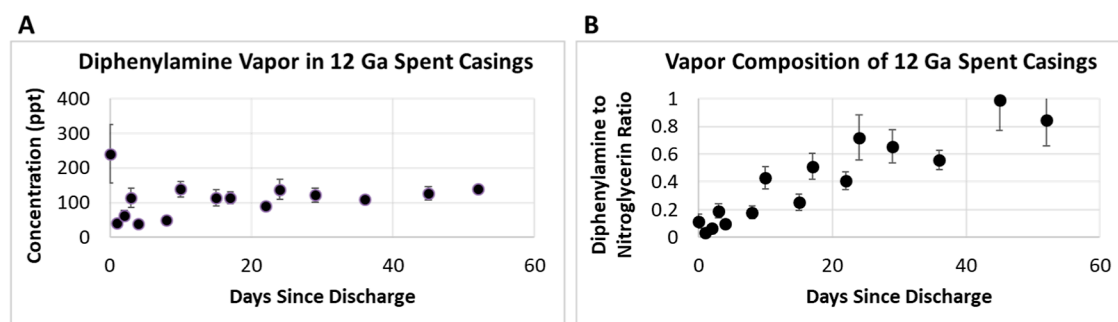 A
Diphenylamine Vapor in 12 Ga Spent Casings
Concentration (ppt)
400
300
200
100
0
0 20 40 60
Days Since Discharge
B
Vapor Composition of 12 Ga Spent Casings
Diphenylamine to
Nitroglycerin Ratio
1
0.8
0.6
0.4
0.2
0
0 20 40 60
Days Since Discharge